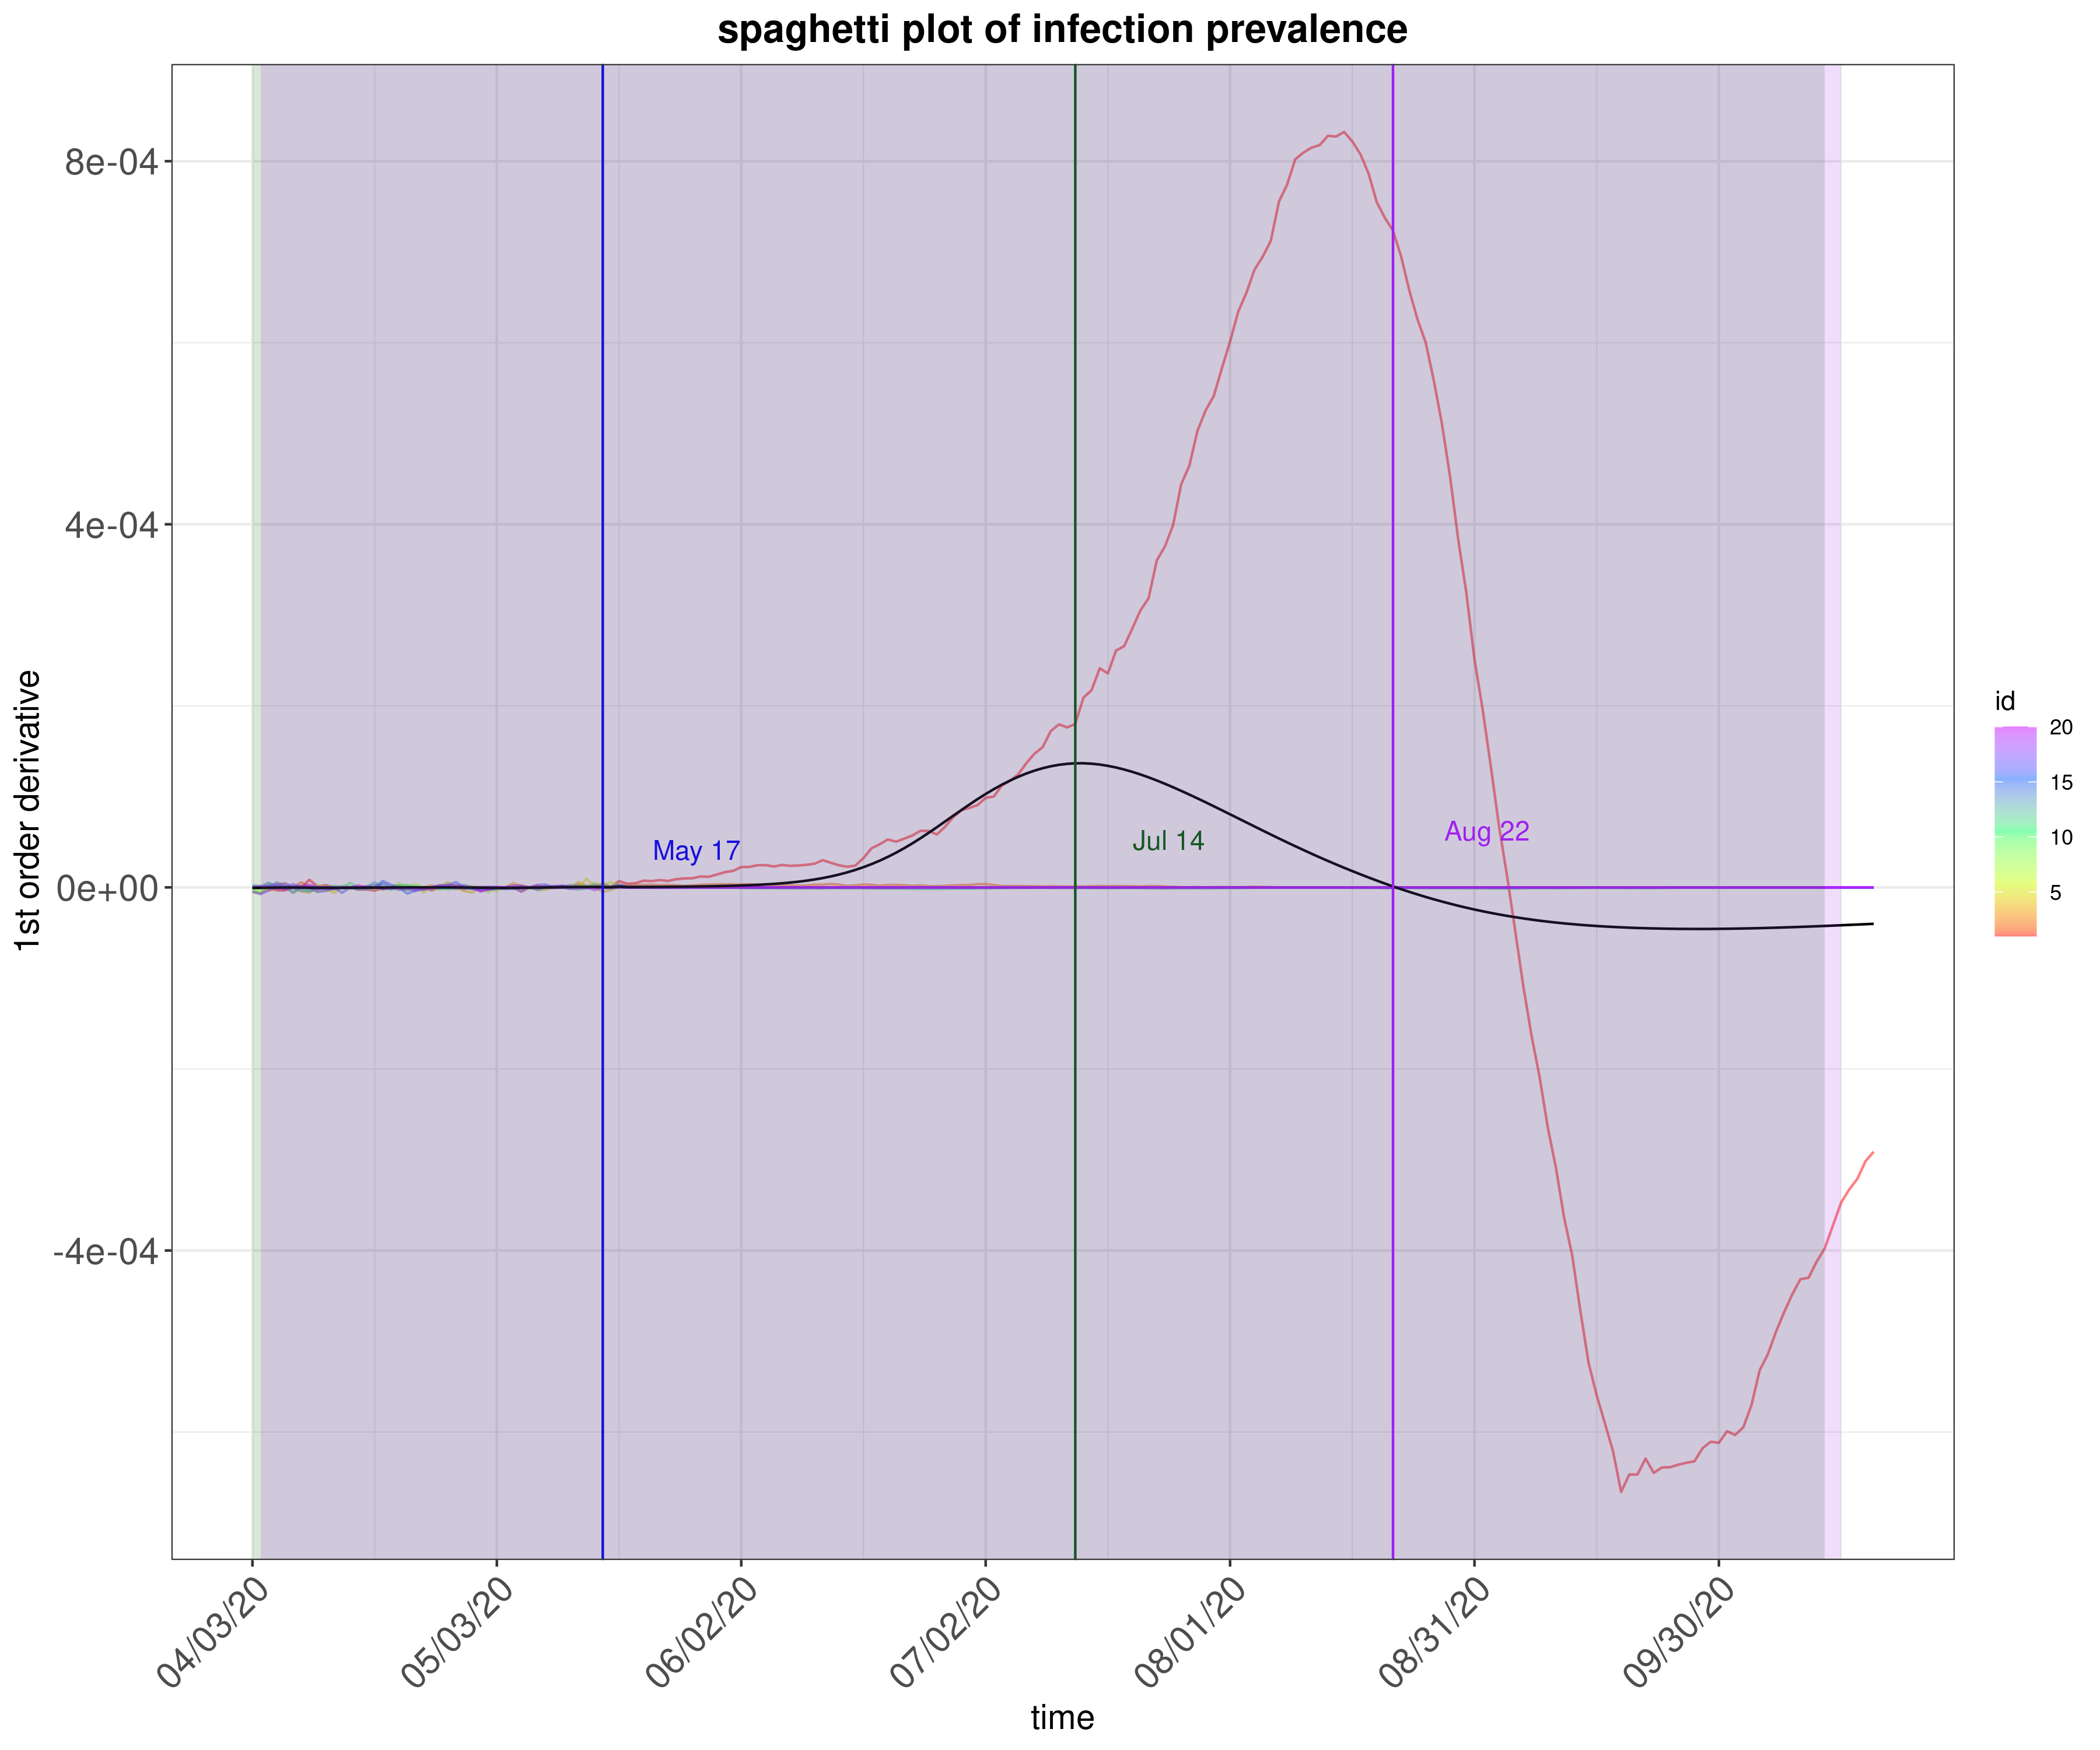 spaghetti plot of infection prevalence
1st order derivative
8e-04
4e-04
0e+00
-4e-04
May 17
Jul 14
Aug 22
id
20
15
10
5
04/03/20
05/03/20
06/02/20
07/02/20
08/01/20
08/31/20
09/30/20
time